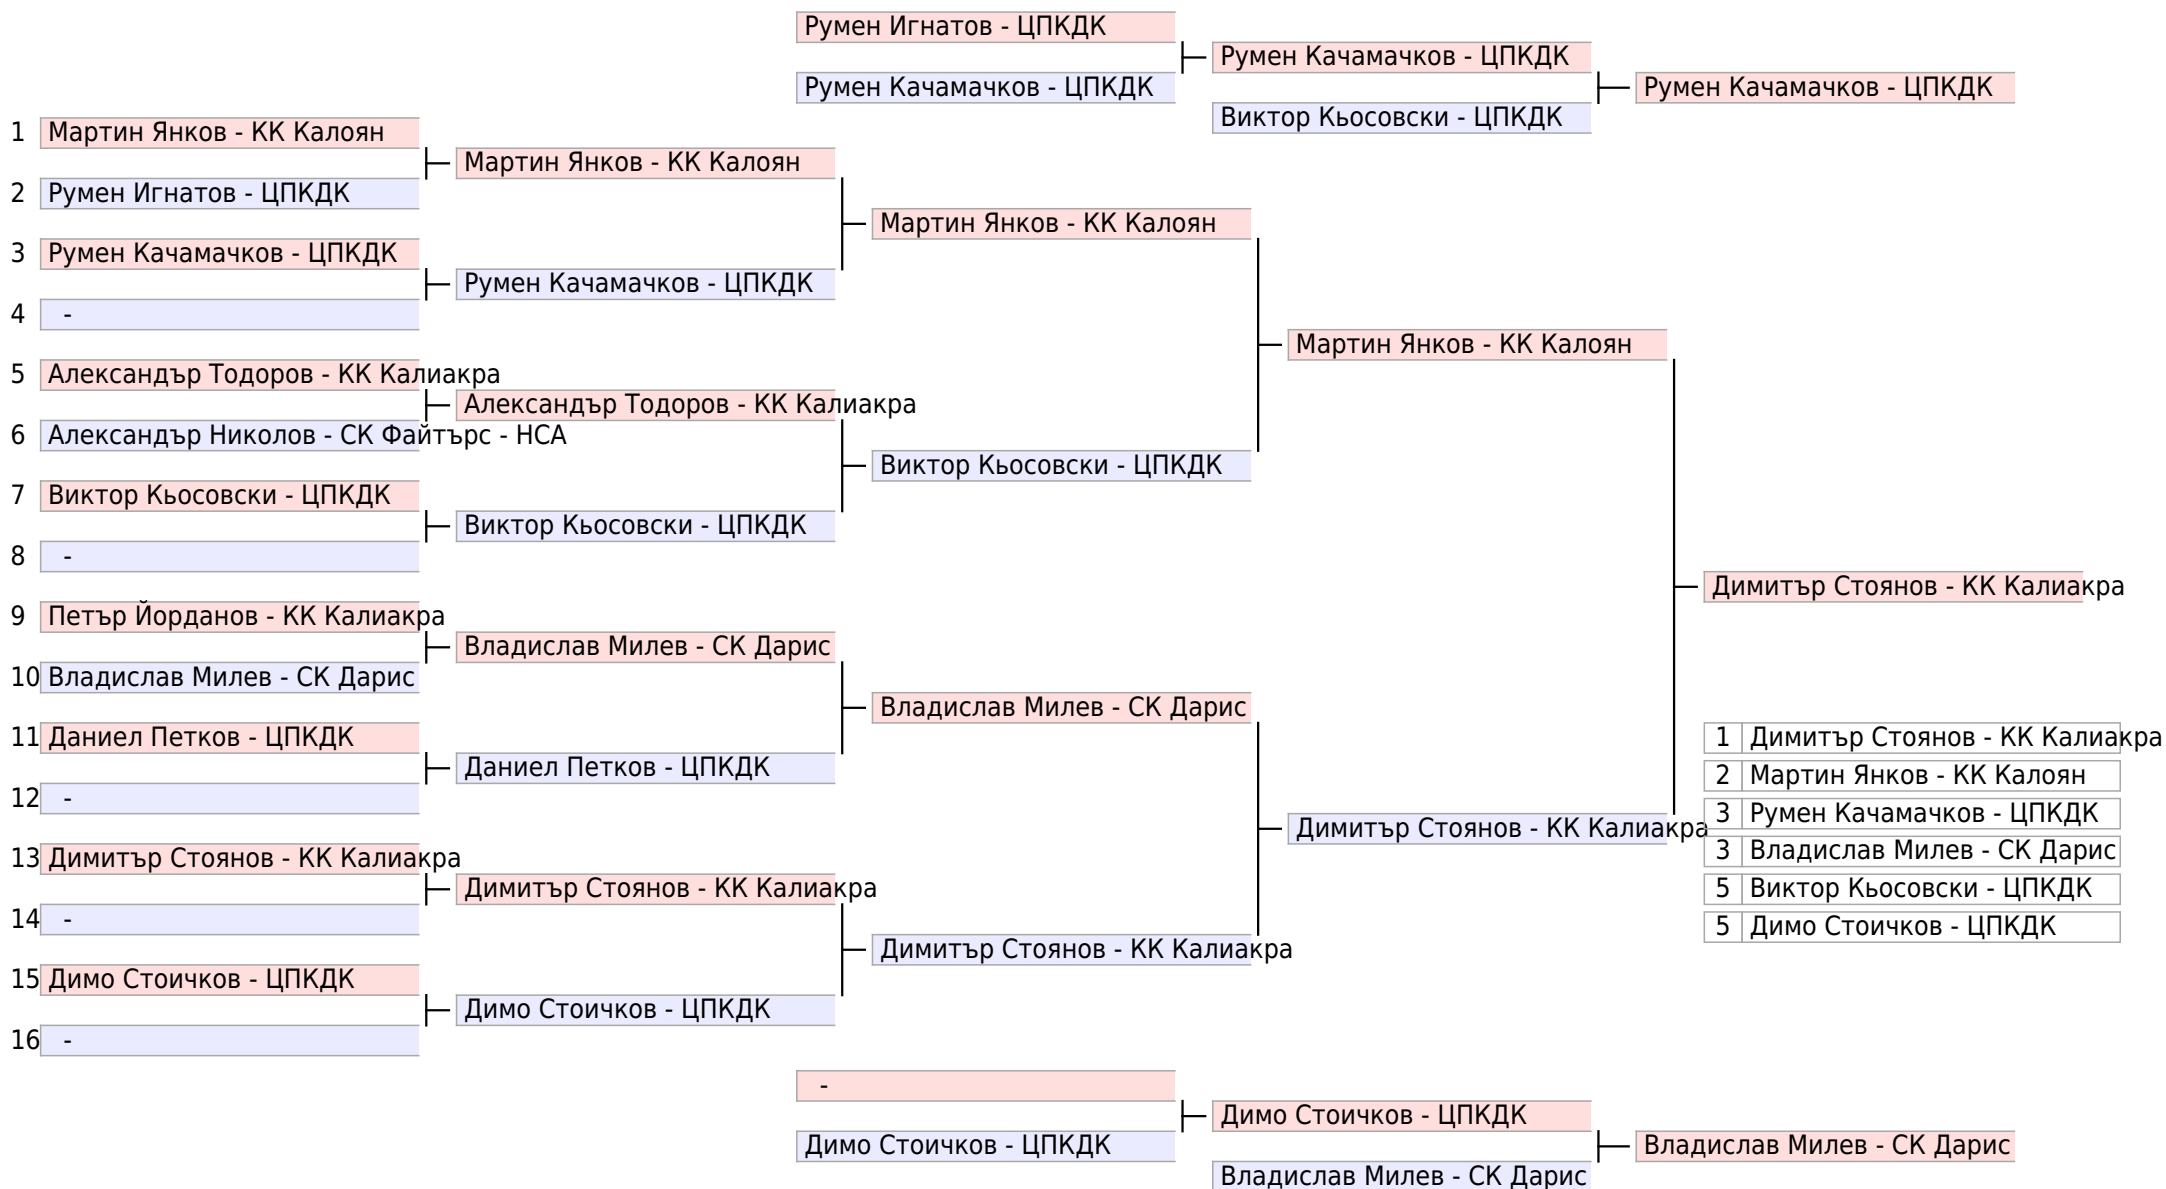 Румен Игнатов - ЦПКДК
Румен Качамачков - ЦПКДК
Румен Качамачков - ЦПКДК
Виктор Кьосовски - ЦПКДК
Румен Качамачков - ЦПКДК
1 Мартин Янков - КК Калоян
2 Румен Игнатов - ЦПКДК
3 Румен Качамачков - ЦПКДК
4 -
5 Александър Тодоров - КК Калиакра
6 Александър Николов - СК Файтърс - НСА
7 Виктор Кьосовски - ЦПКДК
8 -
9 Петър Йорданов - КК Калиакра
10 Владислав Милев - СК Дарис
11 Даниел Петков - ЦПКДК
12 -
13 Димитър Стоянов - КК Калиакра
14 -
15 Димо Стоичков - ЦПКДК
16 -
Мартин Янков - КК Калоян
Румен Качамачков - ЦПКДК
Александър Тодоров - КК Калиакра
Виктор Кьосовски - ЦПКДК
Владислав Милев - СК Дарис
Даниел Петков - ЦПКДК
Димитър Стоянов - КК Калиакра
Димо Стоичков - ЦПКДК
Мартин Янков - КК Калоян
Виктор Кьосовски - ЦПКДК
Владислав Милев - СК Дарис
Димитър Стоянов - КК Калиакра
Мартин Янков - КК Калоян
Димитър Стоянов - КК Калиакра
Димитър Стоянов - КК Калиакра
1 Димитър Стоянов - КК Калиакра
2 Мартин Янков - КК Калоян
3 Румен Качамачков - ЦПКДК
3 Владислав Милев - СК Дарис
5 Виктор Кьосовски - ЦПКДК
5 Димо Стоичков - ЦПКДК
-
Димо Стоичков - ЦПКДК
Димо Стоичков - ЦПКДК
Владислав Милев - СК Дарис
Владислав Милев - СК Дарис